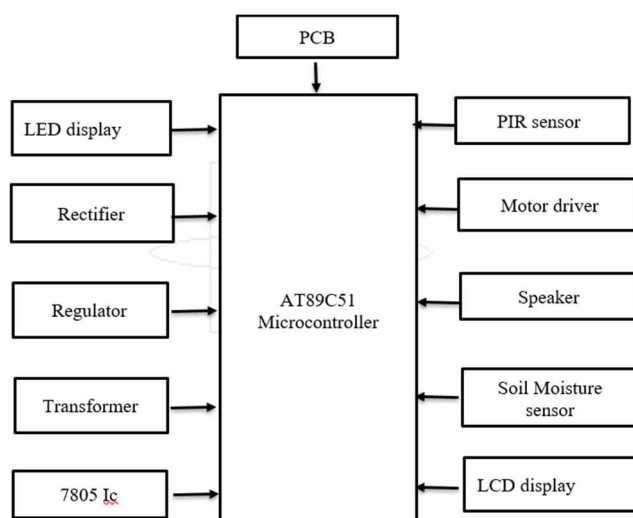 PCB
LED display
PIR sensor
Rectifier
Motor driver
AT89C51
Microcontroller
Regulator
Speaker
Transformer
Soil Moisture
sensor
7805 Ic
LCD display